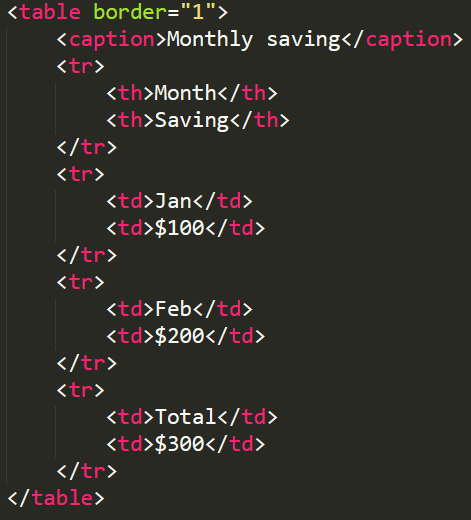 <table border="1">
    <caption>Monthly saving</caption>
    <tr>
        <th>Month</th>
        <th>Saving</th>
    </tr>
    <tr>
        <td>Jan</td>
        <td>$100</td>
    </tr>
    <tr>
        <td>Feb</td>
        <td>$200</td>
    </tr>
    <tr>
        <td>Total</td>
        <td>$300</td>
    </tr>
</table>